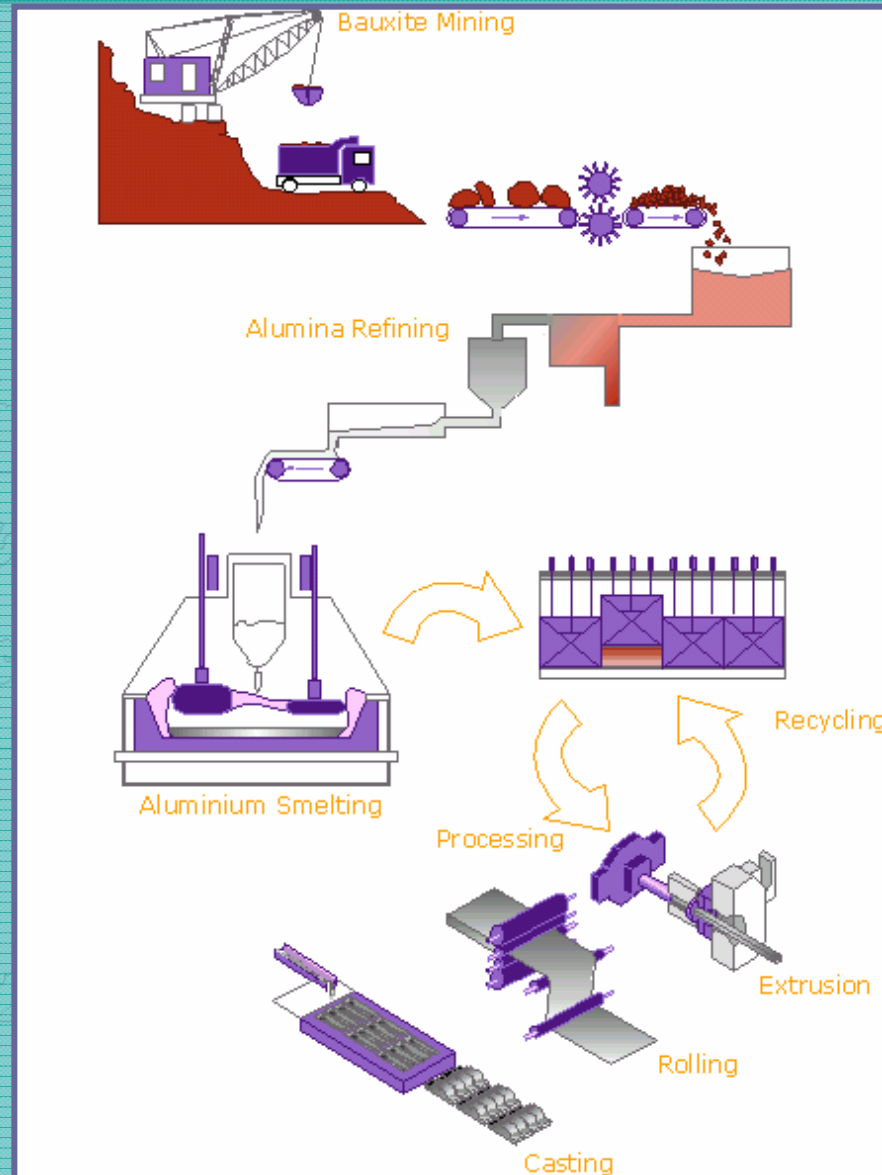 Bauxite Mining
Alumina Refining
Aluminium Smelting
Recycling
Processing
Extrusion
Rolling
Casting